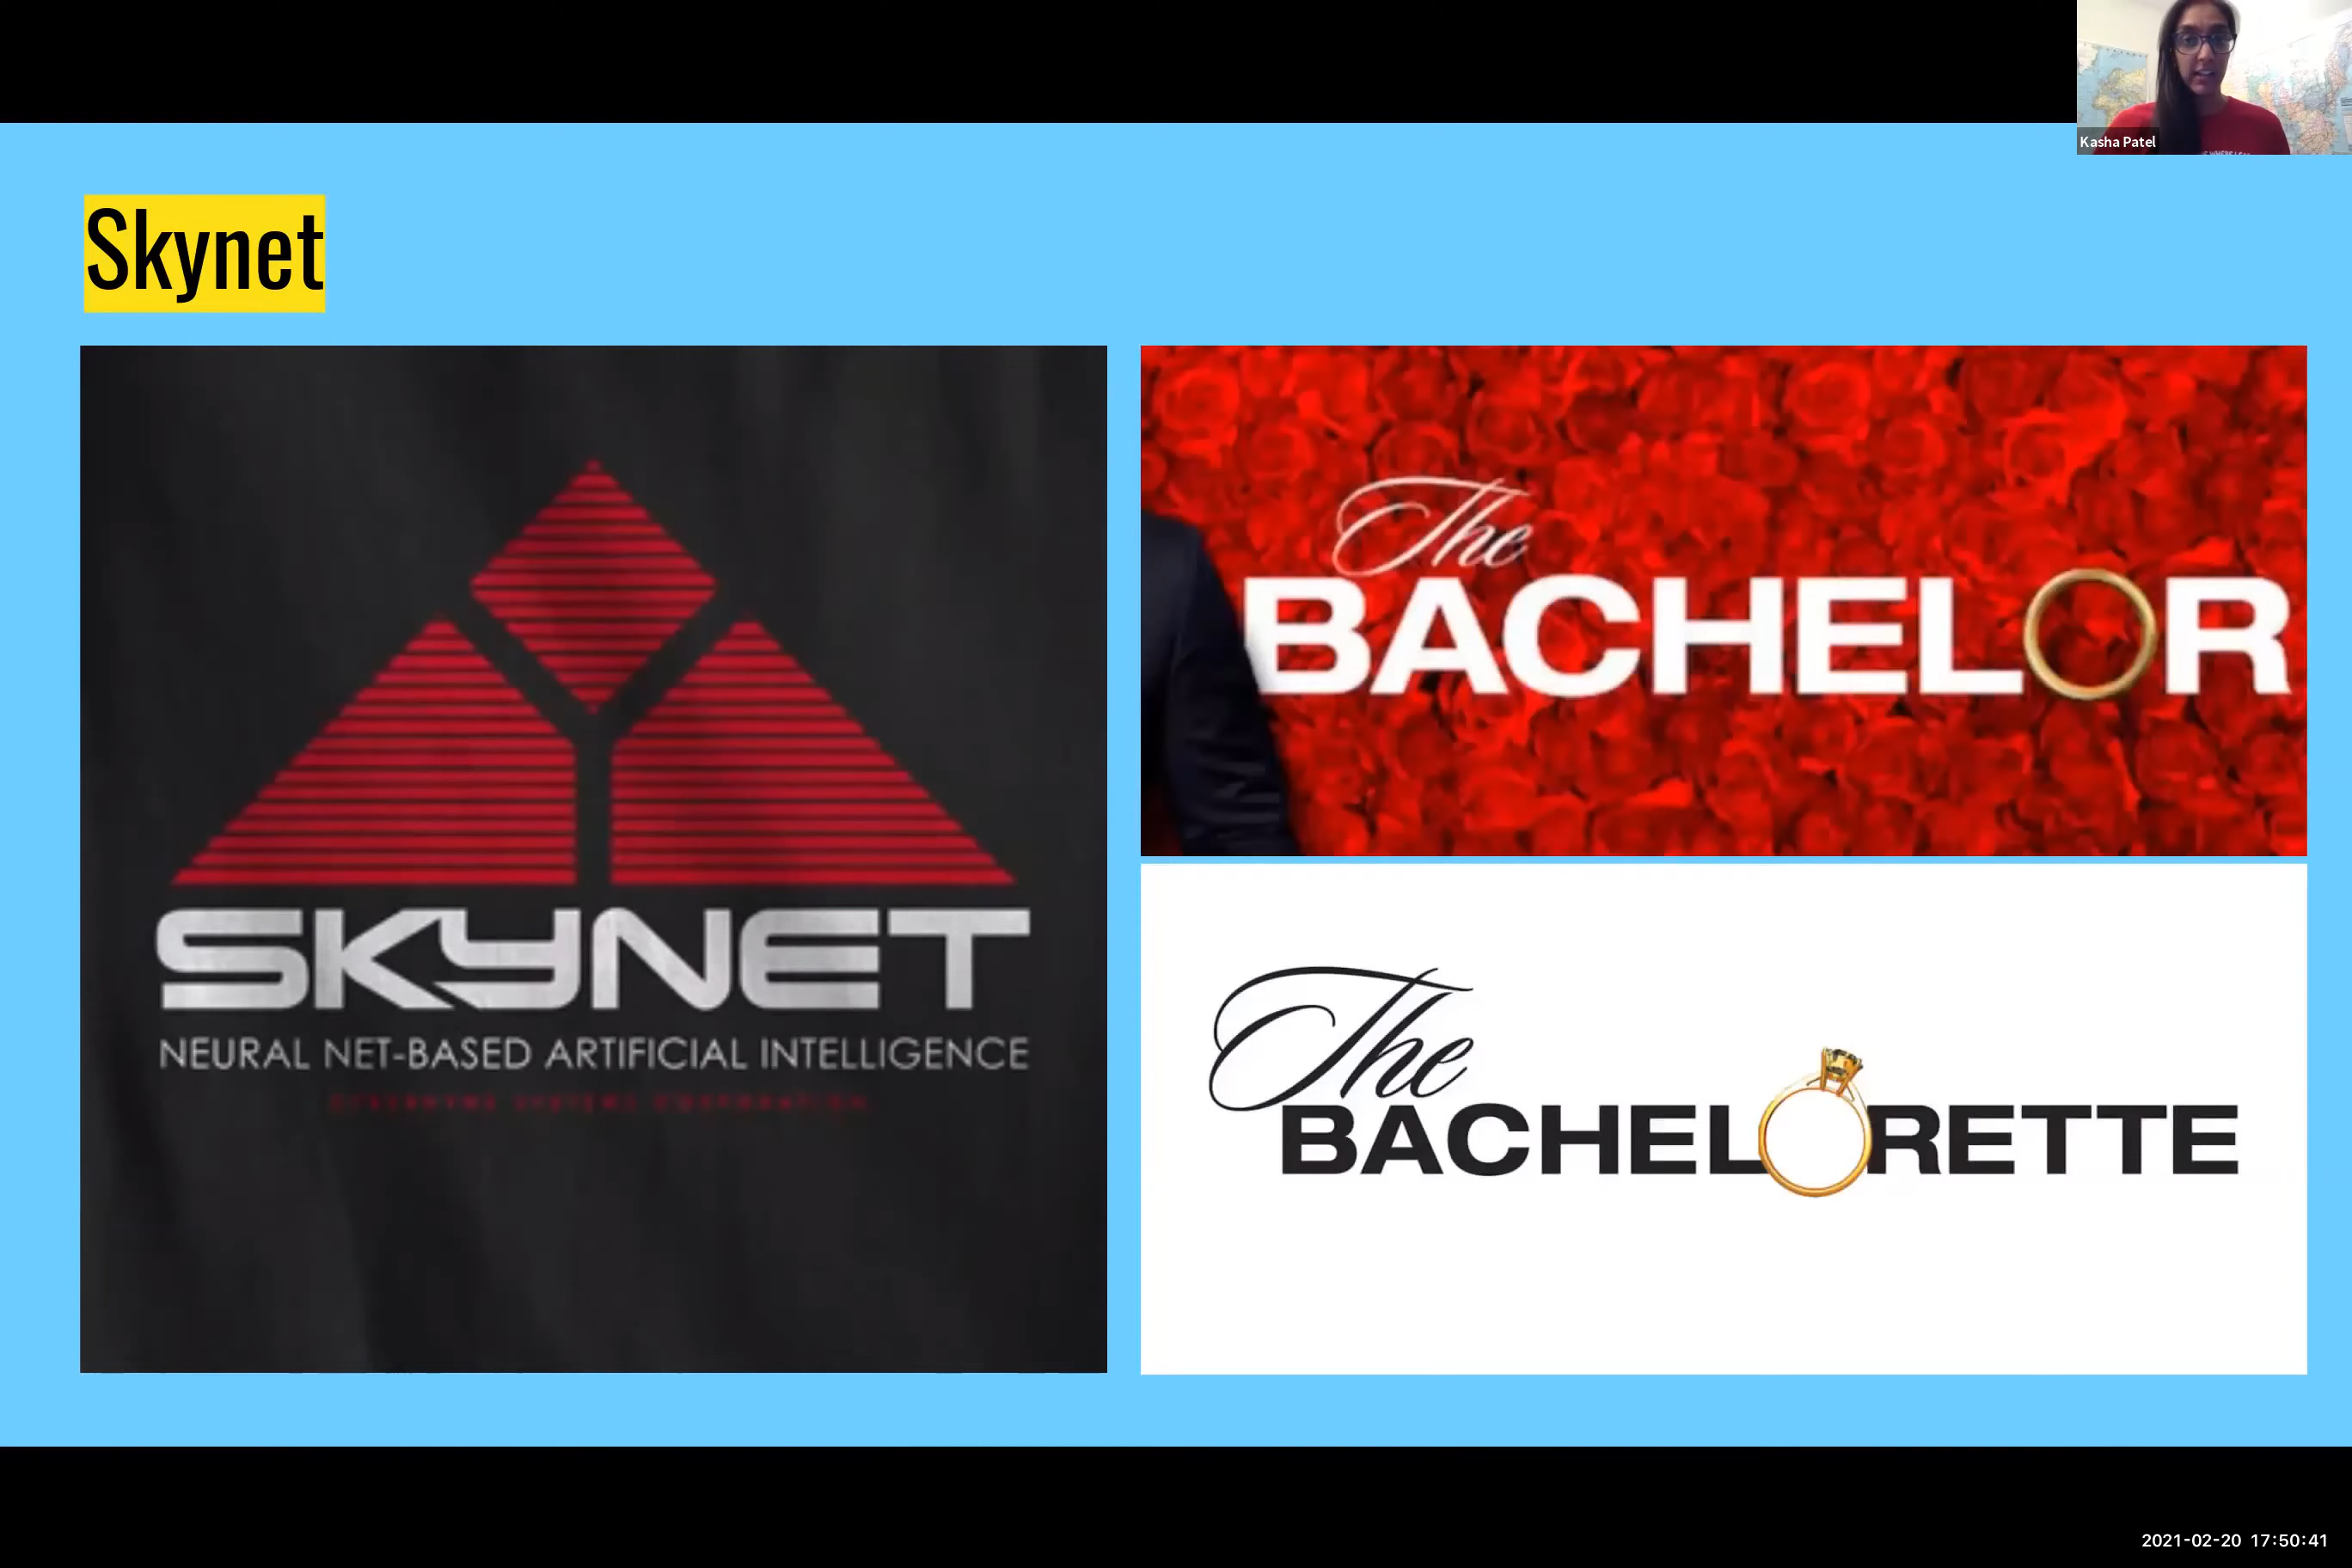 Kasha Patel
Skynet
SKYNET
NEURAL NET-BASED ARTIFICIAL INTELLIGENCE
The
BACHELOR
The
BACHELORETTE
2021-02-20 17:50:41